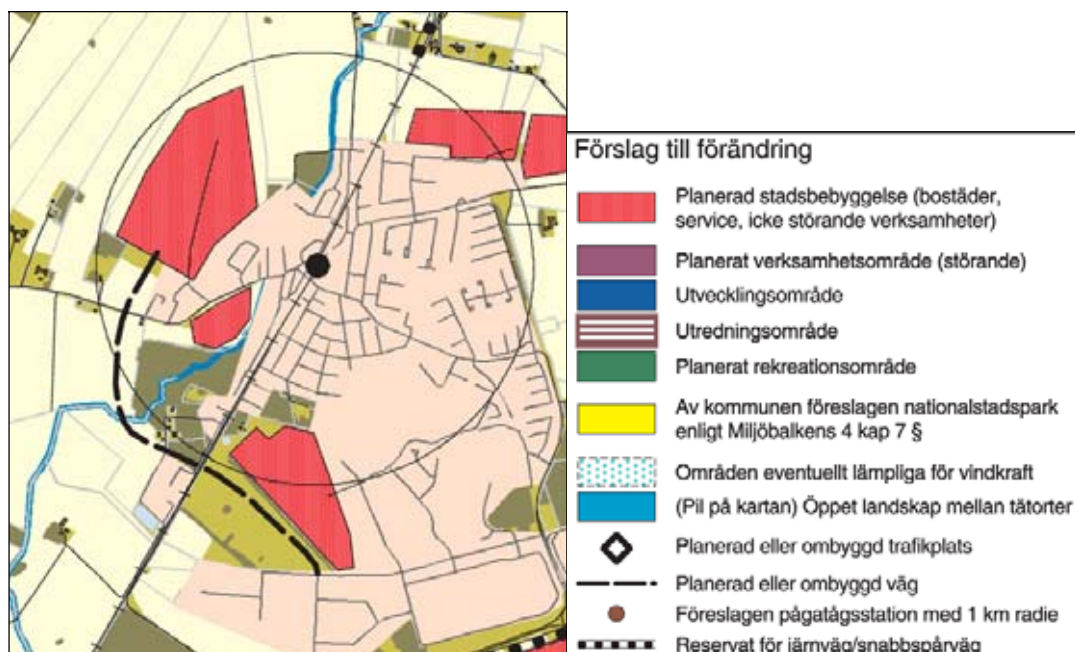 Förslag till förändring
Planerad stadsbebyggelse (bostäder,
service, icke störande verksamheter)
Planerat verksamhetsområde (störande)
Utvecklingsområde
Utredningsområde
Planerat rekreationsområde
Av kommunen föreslagen nationalstadspark
enligt Miljöbalkens 4 kap 7 §
Områden eventuellt lämpliga för vindkraft
(Pil på kartan) Öppet landskap mellan tätorter
Planerad eller ombyggd trafikplats
Planerad eller ombyggd väg
Föreslagen pågatågsstation med 1 km radie
Reservat för järnväg/snabbspårväg